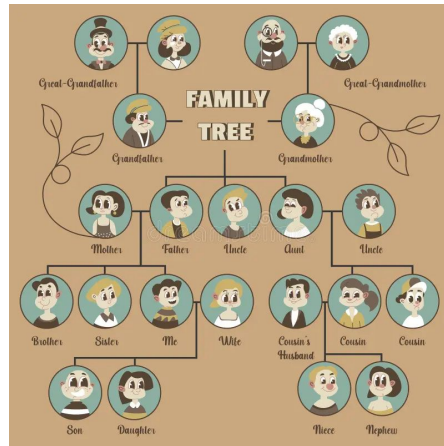 Great-Grandfather
Great-Grandmother
FAMILY
TREE
Grandfather
Grandmother
Mother
Father
Uncle
Aunt
Uncle
Brother
Sister
Me
Wife
Cousin's
Husband
Cousin
Cousin
Son
Daughter
Niece
Nephew